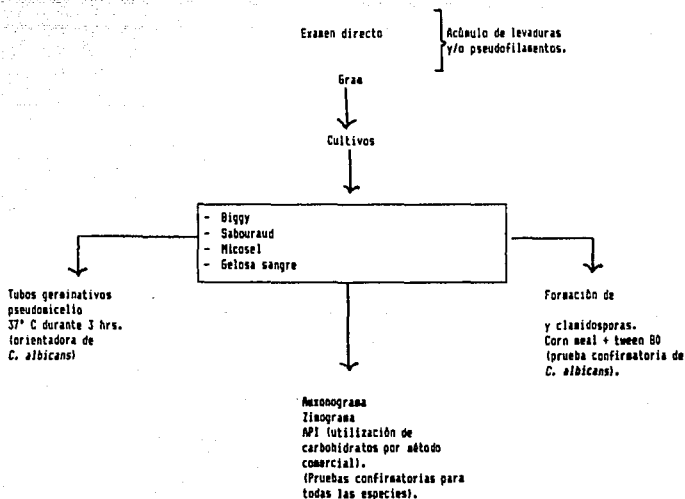 Examen directo
Acúmulo de levaduras
y/o pseudofilamentos.
Gram
Cultivos
- Biggy
- Sabouraud
- Micosel
- Gelosa sangre
Tubos germinativos
pseudomicelio
37° C durante 3 hrs.
(orientadora de
C. albicans)
Formación de
y clamidosporas.
Corn meal + tween 80
(prueba confirmatoria de
C. albicans).
Auxonograma
Zimograma
API (utilización de
carbohidratos por método
comercial).
(Pruebas confirmatorias para
todas las especies).